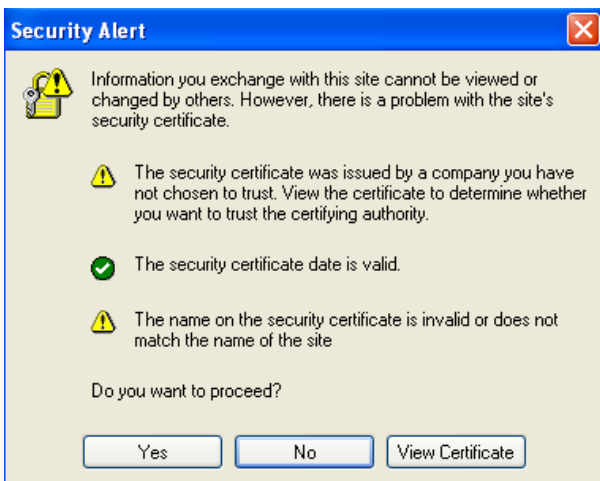 Security Alert
Information you exchange with this site cannot be viewed or
changed by others. However, there is a problem with the site's
security certificate.
The security certificate was issued by a company you have
not chosen to trust. View the certificate to determine whether
you want to trust the certifying authority.
The security certificate date is valid.
The name on the security certificate is invalid or does not
match the name of the site
Do you want to proceed?
Yes
No
View Certificate